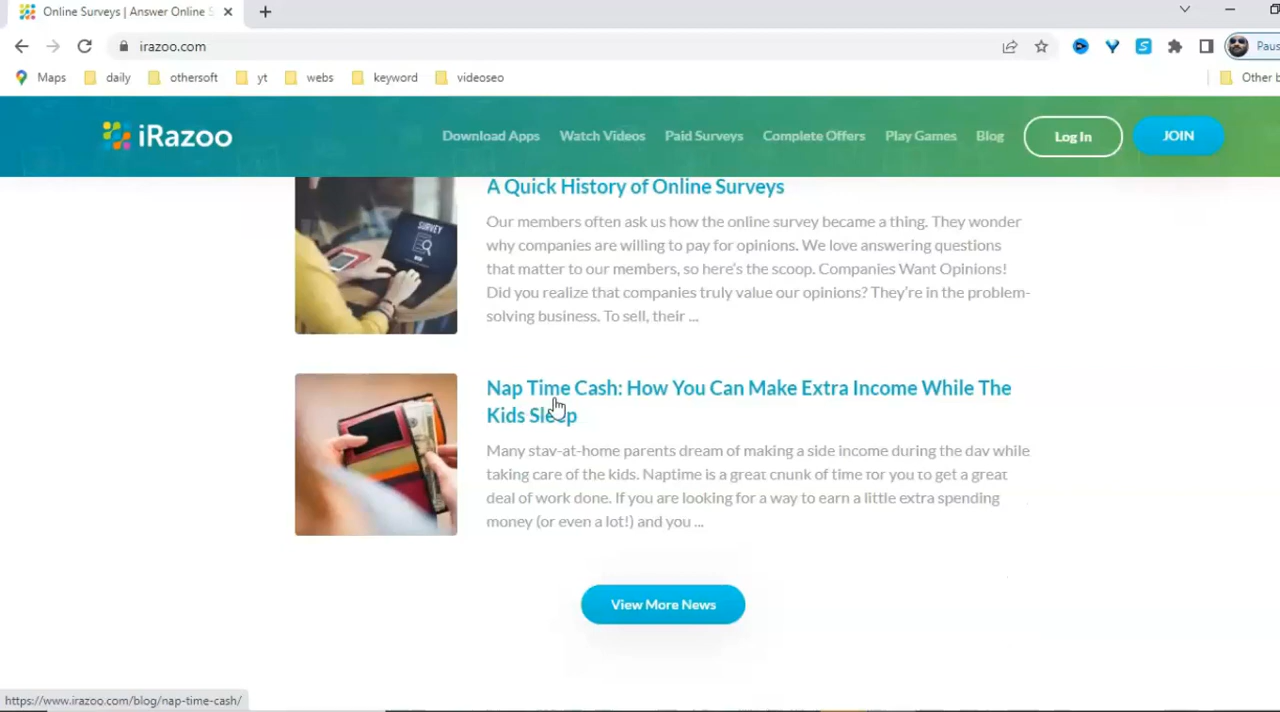 Online Surveys | Answer Online S
irazoo.com
Paus
Maps daily othersoft yt webs keyword videoseo Other b
iRazoo Download Apps Watch Videos Paid Surveys Complete Offers Play Games Blog Log In JOIN
A Quick History of Online Surveys
SURVEY
Our members often ask us how the online survey became a thing. They wonder
why companies are willing to pay for opinions. We love answering questions
that matter to our members, so here's the scoop. Companies Want Opinions!
Did you realize that companies truly value our opinions? They're in the problem-
solving business. To sell, their ...
Nap Time Cash: How You Can Make Extra Income While The
Kids Sleep
Many stay-at-home parents dream of making a side income during the day while
taking care of the kids. Naptime is a great chunk of time for you to get a great
deal of work done. If you are looking for a way to earn a little extra spending
money (or even a lot!) and you ...
View More News
https://www.irazoo.com/blog/nap-time-cash/